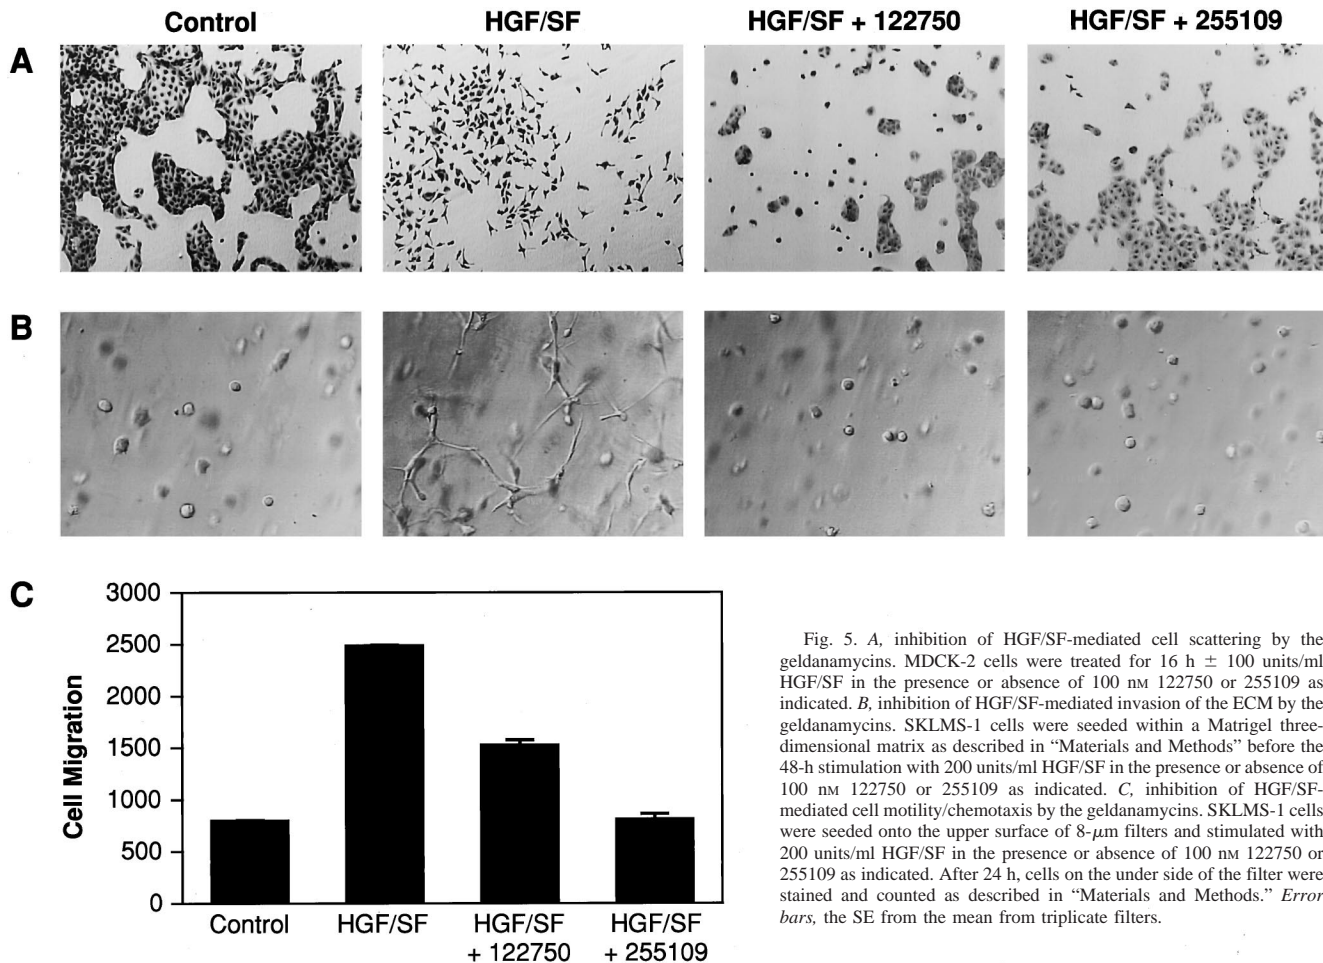 Control HGF/SF HGF/SF + 122750 HGF/SF + 255109
A
B
C
3000
2500
2000
1500
1000
500
0
Cell Migration
Control HGF/SF HGF/SF HGF/SF
+ 122750 + 255109
Fig. 5. A, inhibition of HGF/SF-mediated cell scattering by the
geldanamycins. MDCK-2 cells were treated for 16 h ± 100 units/ml
HGF/SF in the presence or absence of 100 nM 122750 or 255109 as
indicated. B, inhibition of HGF/SF-mediated invasion of the ECM by the
geldanamycins. SKLMS-1 cells were seeded within a Matrigel three-
dimensional matrix as described in “Materials and Methods” before the
48-h stimulation with 200 units/ml HGF/SF in the presence or absence of
100 nM 122750 or 255109 as indicated. C, inhibition of HGF/SF-
mediated cell motility/chemotaxis by the geldanamycins. SKLMS-1 cells
were seeded onto the upper surface of 8-μm filters and stimulated with
200 units/ml HGF/SF in the presence or absence of 100 nM 122750 or
255109 as indicated. After 24 h, cells on the under side of the filter were
stained and counted as described in “Materials and Methods.” Error
bars, the SE from the mean from triplicate filters.